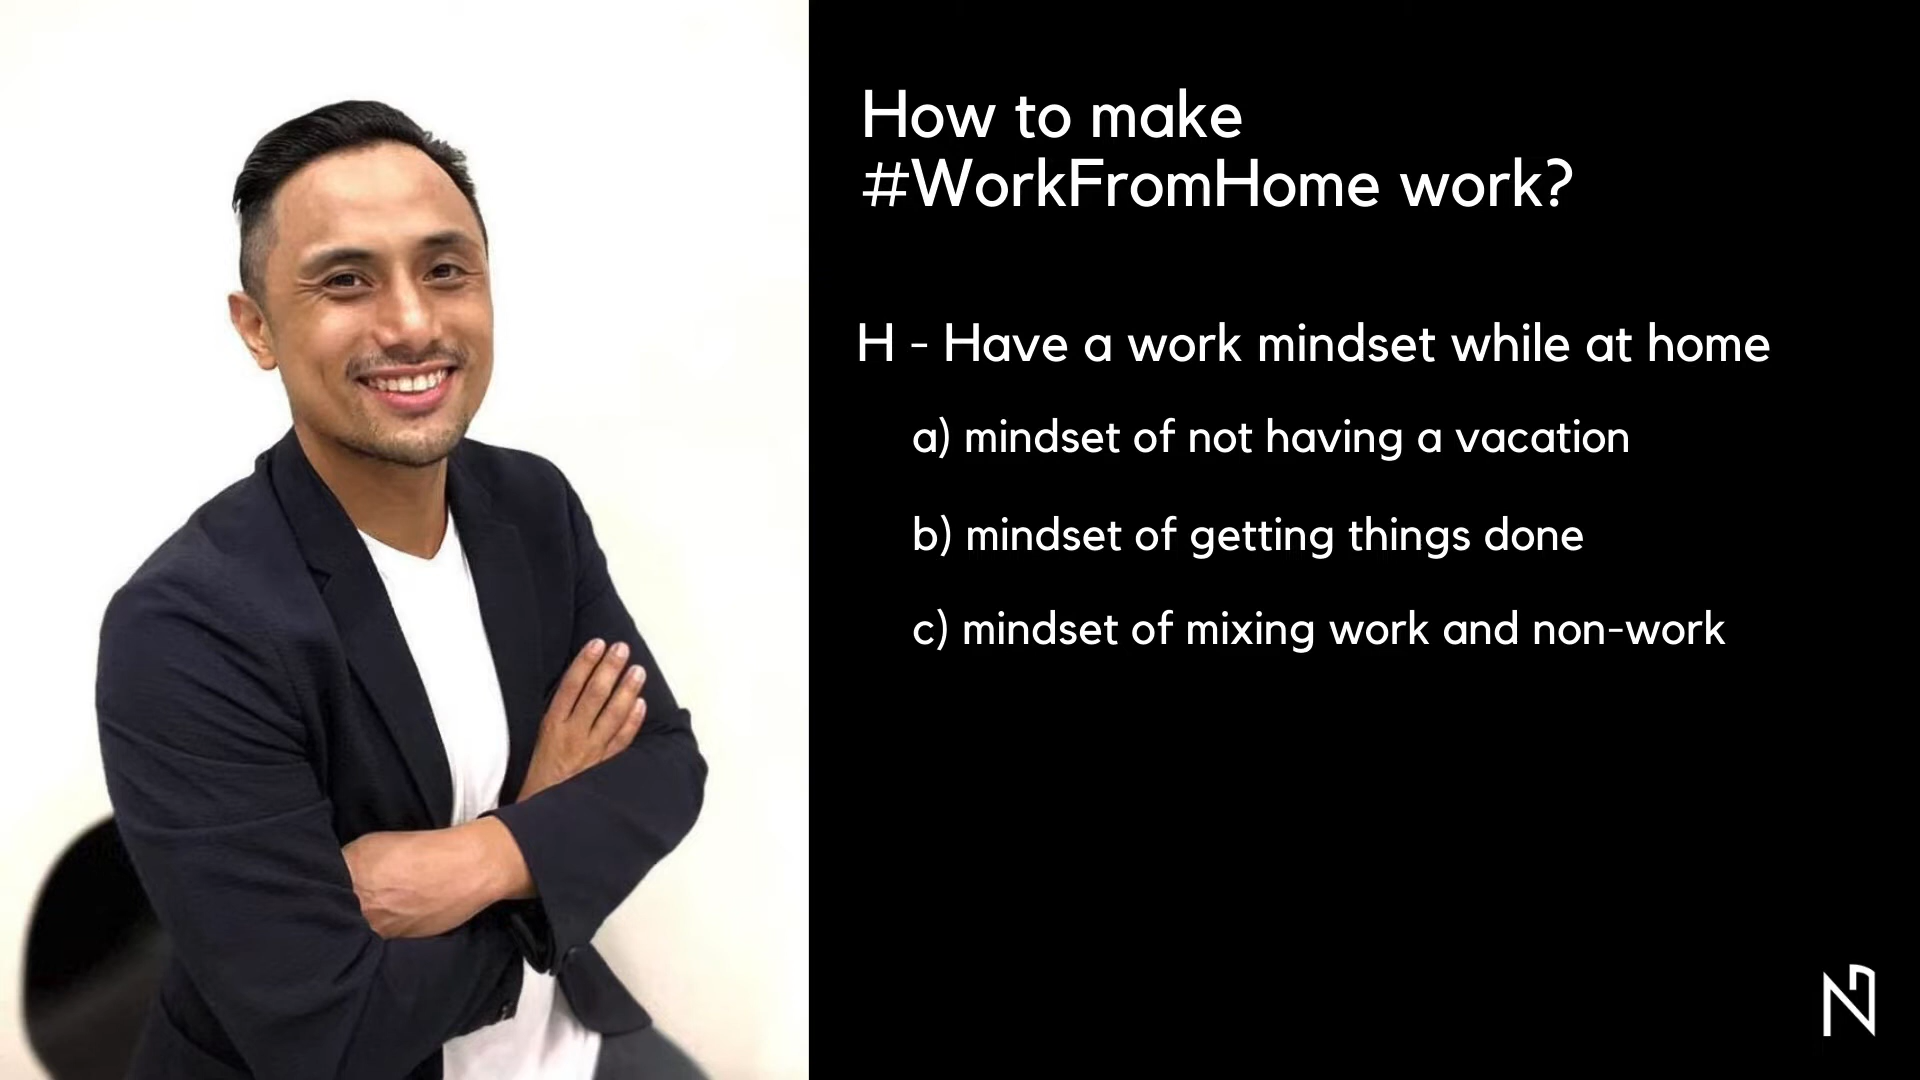 How to make
#WorkFromHome work?
H - Have a work mindset while at home
a) mindset of not having a vacation
b) mindset of getting things done
c) mindset of mixing work and non-work